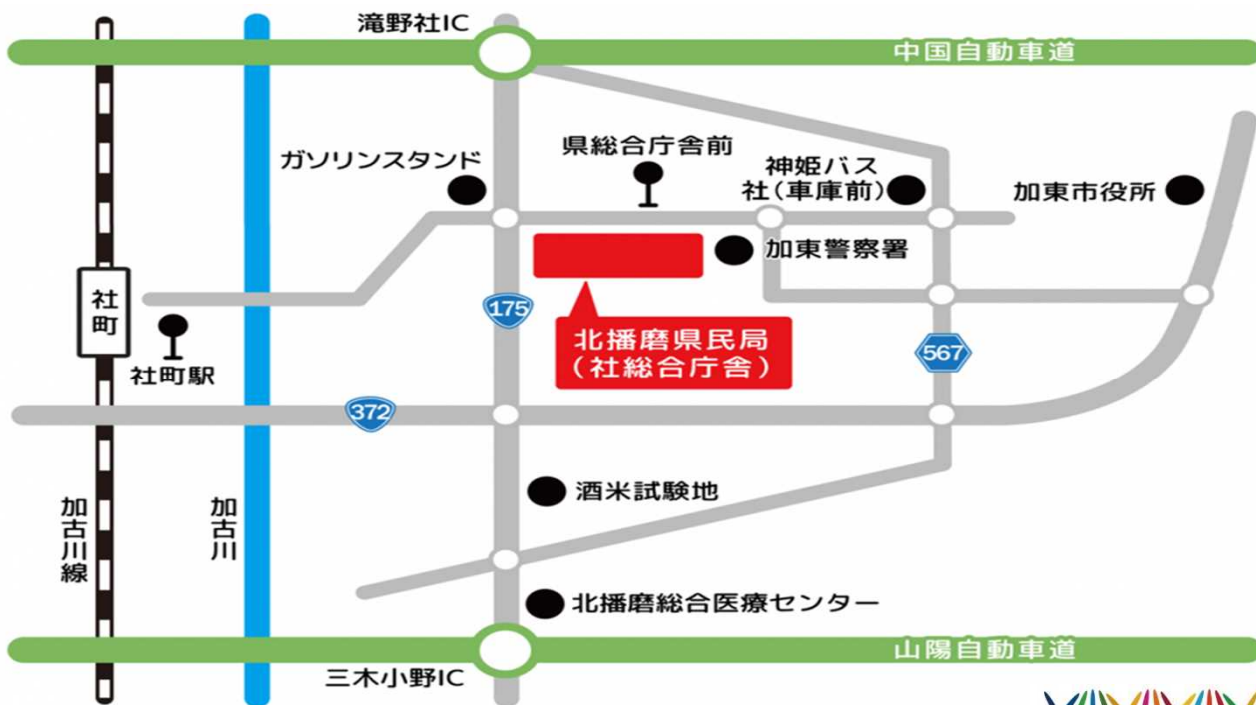 滝野社IC
中国自動車道
ガソリンスタンド
県総合庁舎前
神姫バス
社(車庫前)
加東市役所
加東警察署
社町
175
北播磨県民局
(社総合庁舎)
567
社町駅
372
酒米試験地
加古川線
加古川
北播磨総合医療センター
山陽自動車道
三木小野IC